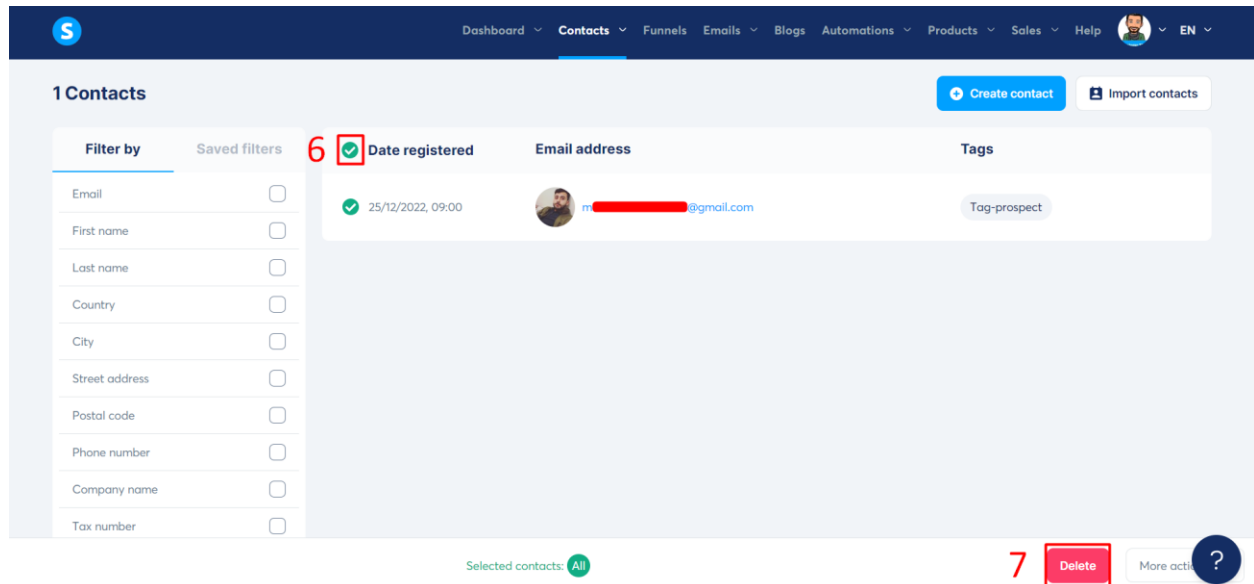 S Dashboard Contacts Funnels Emails Blogs Automations Products Sales Help EN
1 Contacts Create contact Import contacts
Filter by Saved filters 6 Date registered Email address Tags
Email
25/12/2022, 09:00 m @gmail.com Tag-prospect
First name
Last name
Country
City
Street address
Postal code
Phone number
Company name
Tax number
Selected contacts: All 7 Delete More ?